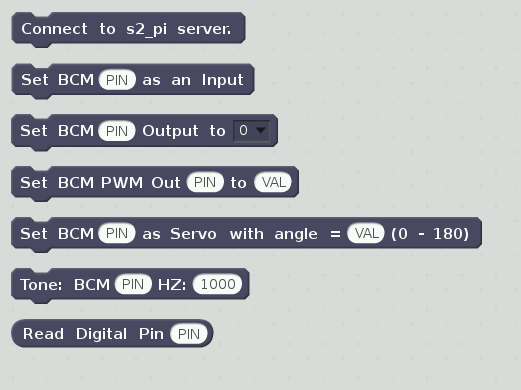 Connect to s2_pi server.
Set BCM PIN as an Input
Set BCM PIN Output to 0
Set BCM PWM Out PIN to VAL
Set BCM PIN as Servo with angle = VAL (0 - 180)
Tone: BCM PIN HZ: 1000
Read Digital Pin PIN